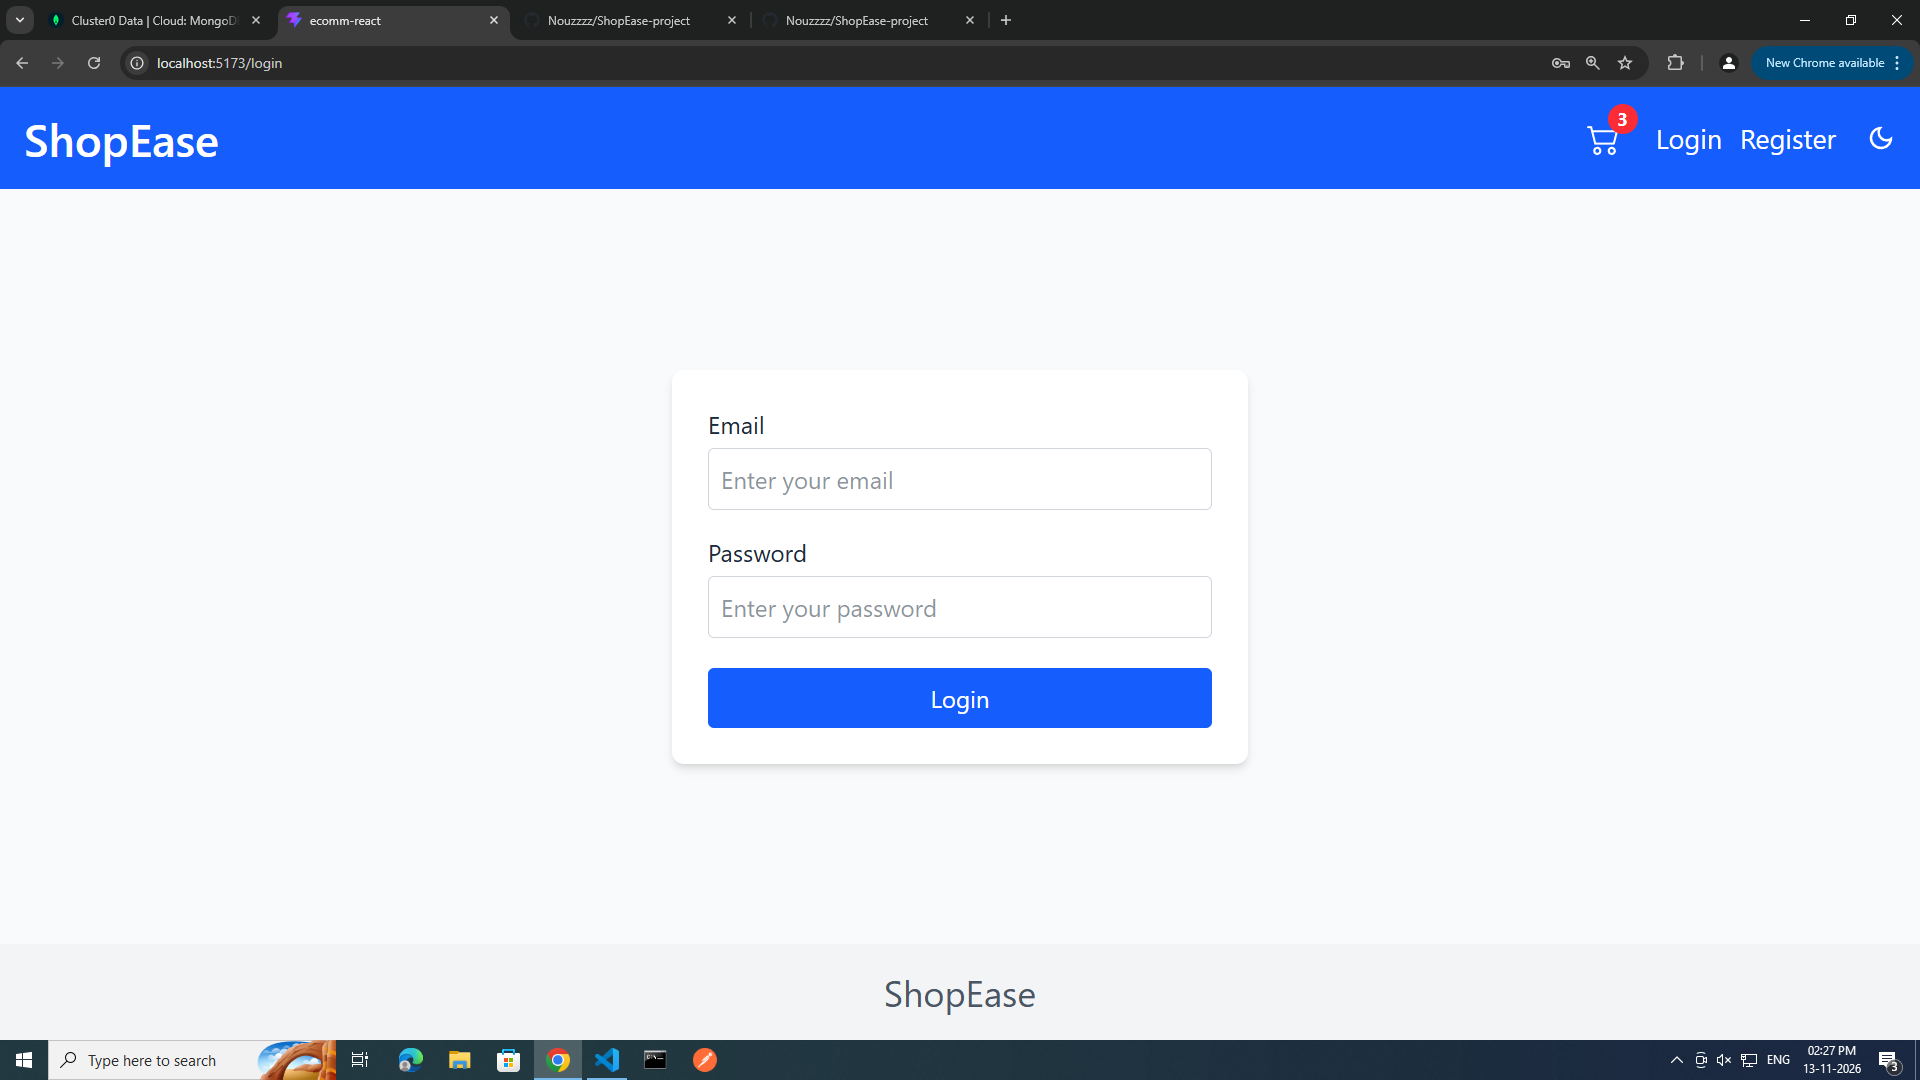 Cluster0 Data | Cloud: MongoD
ecomm-react
Nouzzzz/ShopEase-project
Nouzzzz/ShopEase-project
localhost:5173/login
New Chrome available
ShopEase
3
Login
Register
Email
Enter your email
Password
Enter your password
Login
ShopEase
Type here to search
ENG
02:27 PM
13-11-2026
3